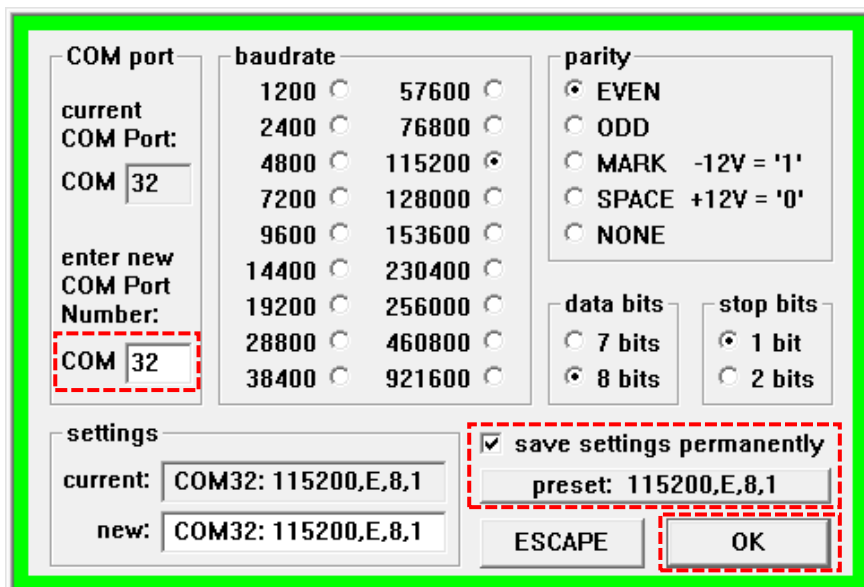 COM port
current
COM Port:
COM 32
enter new
COM Port
Number:
COM 32
baudrate
1200 57600
2400 76800
4800 115200
7200 128000
9600 153600
14400 230400
19200 256000
28800 460800
38400 921600
parity
EVEN
ODD
MARK -12V = '1'
SPACE +12V = '0'
NONE
data bits
7 bits
8 bits
stop bits
1 bit
2 bits
settings
current: COM32: 115200,E,8,1
new: COM32: 115200,E,8,1
save settings permanently
preset: 115200,E,8,1
ESCAPE
OK